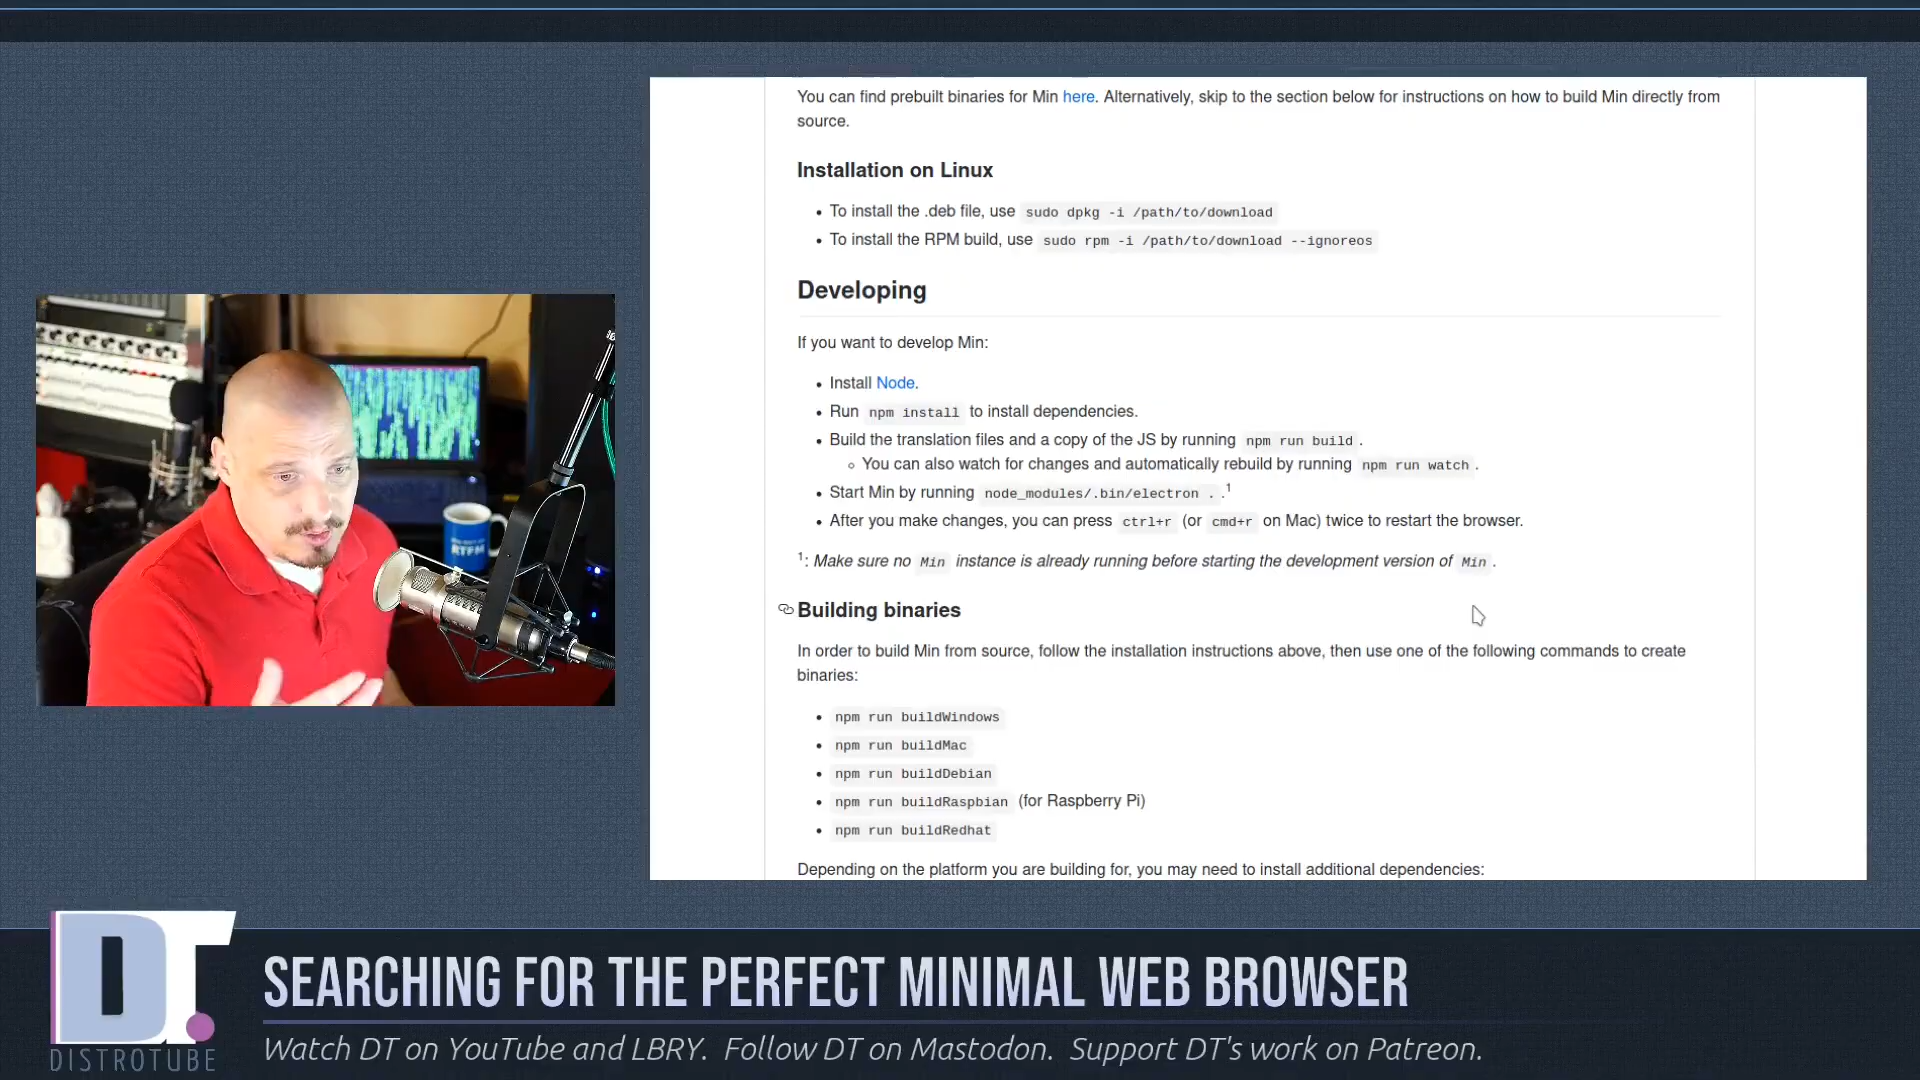 You can find prebuilt binaries for Min here. Alternatively, skip to the section below for instructions on how to build Min directly from
source.
Installation on Linux
To install the .deb file, use sudo dpkg -i /path/to/download
To install the RPM build, use sudo rpm -i /path/to/download --ignoreos
Developing
If you want to develop Min:
Install Node.
Run npm install to install dependencies.
Build the translation files and a copy of the JS by running npm run build .
You can also watch for changes and automatically rebuild by running npm run watch .
Start Min by running node_modules/.bin/electron . .1
After you make changes, you can press ctrl+r (or cmd+r on Mac) twice to restart the browser.
1: Make sure no Min instance is already running before starting the development version of Min .
Building binaries
In order to build Min from source, follow the installation instructions above, then use one of the following commands to create
binaries:
npm run buildWindows
npm run buildMac
npm run buildDebian
npm run buildRaspbian (for Raspberry Pi)
npm run buildRedhat
Depending on the platform you are building for, you may need to install additional dependencies:
RTFM
DT
DISTROTUBE
SEARCHING FOR THE PERFECT MINIMAL WEB BROWSER
Watch DT on YouTube and LBRY. Follow DT on Mastodon. Support DT's work on Patreon.